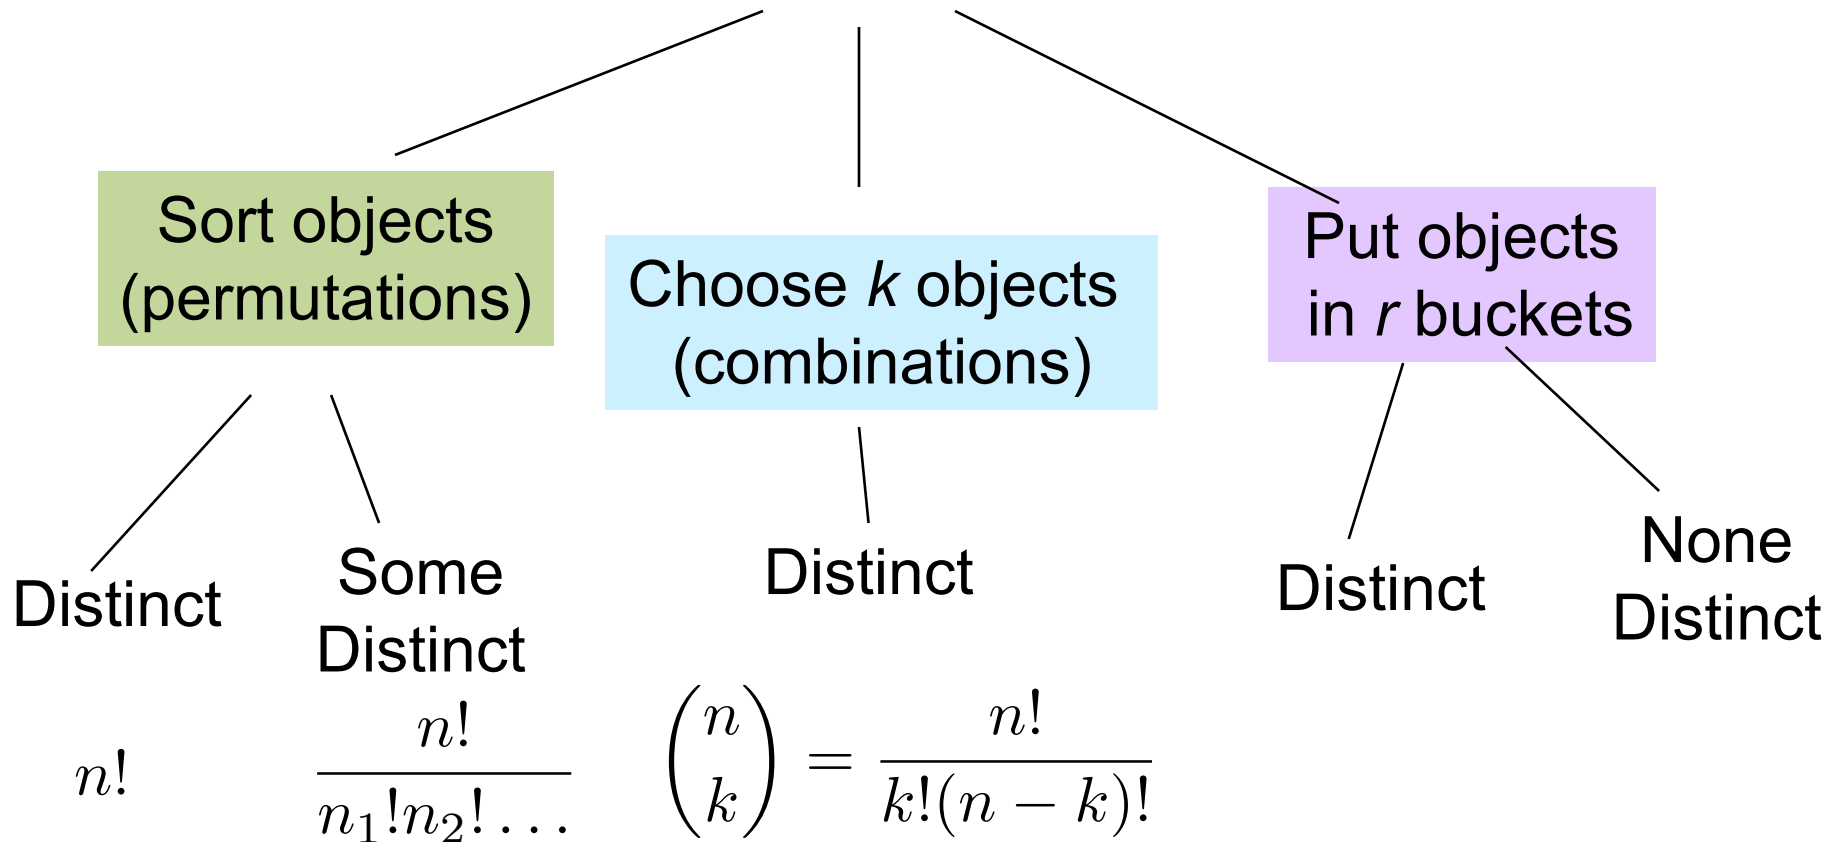 Sort objects
(permutations)
Choose k objects
(combinations)
Put objects
in r buckets
Distinct
Some
Distinct
Distinct
Distinct
None
Distinct
n!
n!
n₁!n₂!...
(n k) = n! / k!(n − k)!